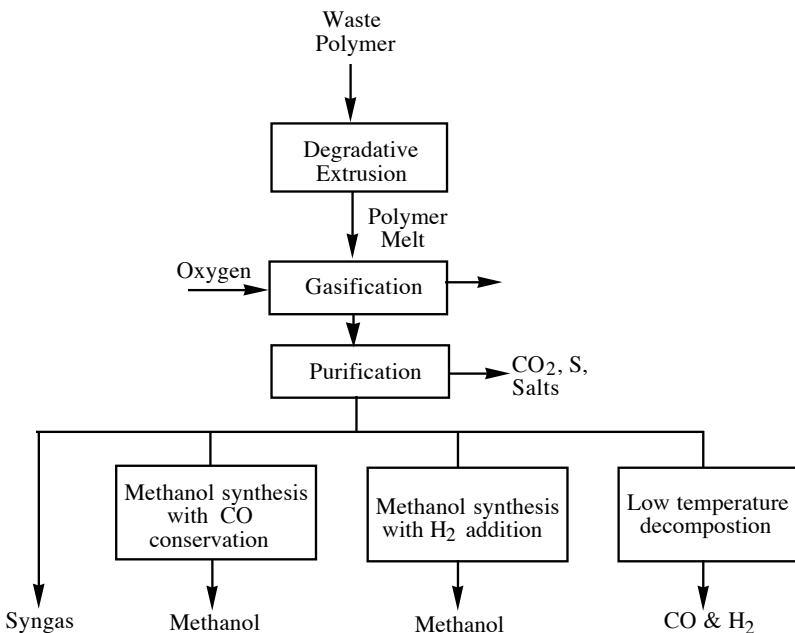 Waste
Polymer
Degradative
Extrusion
Polymer
Melt
Oxygen
Gasification
Purification
CO2, S,
Salts
Methanol synthesis
with CO
conservation
Methanol synthesis
with H2 addition
Low temperature
decompostion
Syngas
Methanol
Methanol
CO & H2